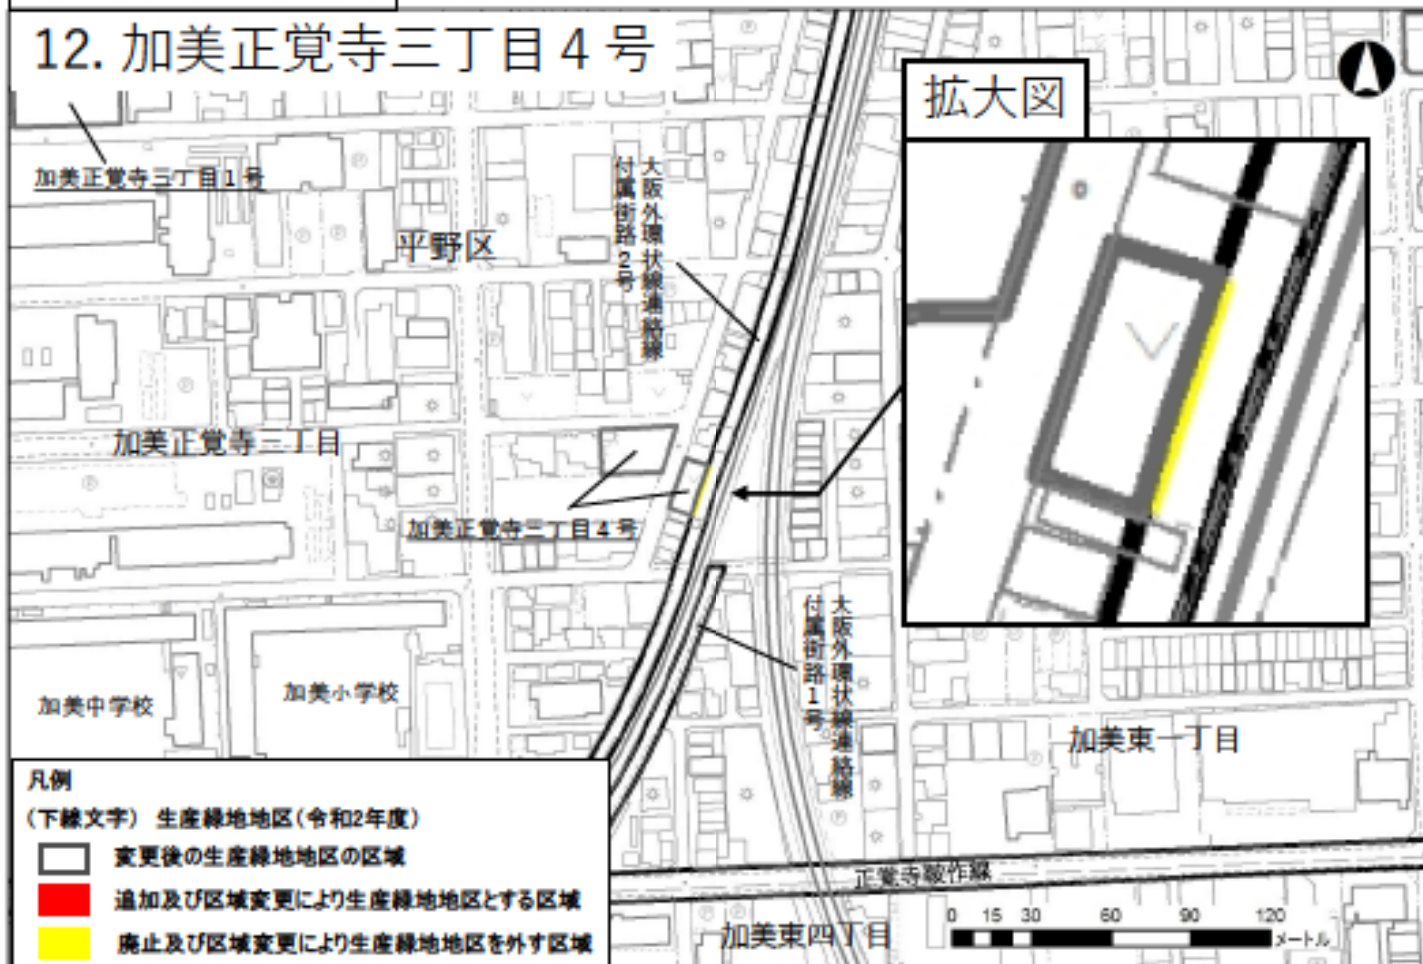 12. 加美正覚寺三丁目４号
拡大図
加美正覚寺三丁目１号
平野区
大阪外環状線連絡線
付属街路２号
加美正覚寺三丁目
加美正覚寺三丁目４号
大阪外環状線連絡線
付属街路１号
加美中学校
加美小学校
加美東一丁目
正覚寺鞍作線
加美東四丁目
0 15 30 60 90 120
メートル
凡例
(下線文字) 生産緑地地区(令和2年度)
変更後の生産緑地地区の区域
追加及び区域変更により生産緑地地区とする区域
廃止及び区域変更により生産緑地地区を外す区域